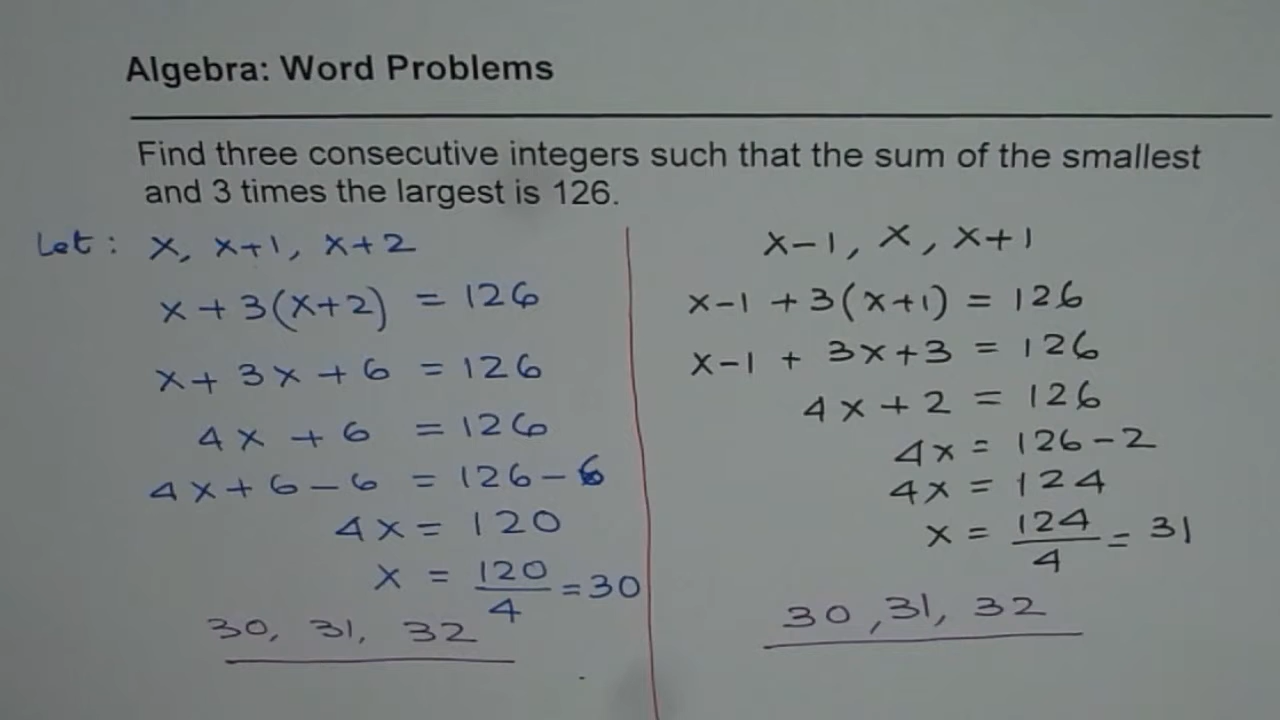 Algebra: Word Problems
Find three consecutive integers such that the sum of the smallest
and 3 times the largest is 126.
Let : x, x+1, x+2
x + 3(x+2) = 126
x + 3x + 6 = 126
4x + 6 = 126
4x + 6 - 6 = 126 - 6
4x = 120
x = 120/4 = 30
30, 31, 32
x-1, x, x+1
x-1 + 3(x+1) = 126
x-1 + 3x+3 = 126
4x + 2 = 126
4x = 126-2
4x = 124
x = 124/4 = 31
30, 31, 32